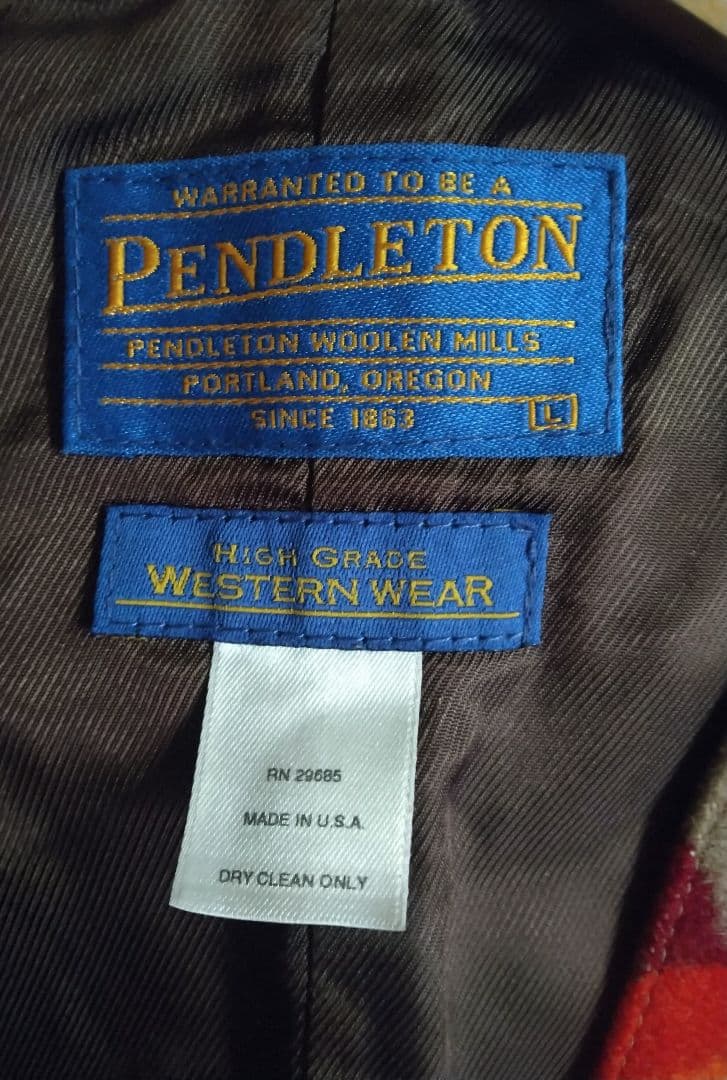 WARRANTED TO BE A
PENDLETON
PENDLETON WOOLEN MILLS
PORTLAND, OREGON
SINCE 1863
L
HIGH GRADE
WESTERN WEAR
RN 29685
MADE IN U.S.A.
DRY CLEAN ONLY